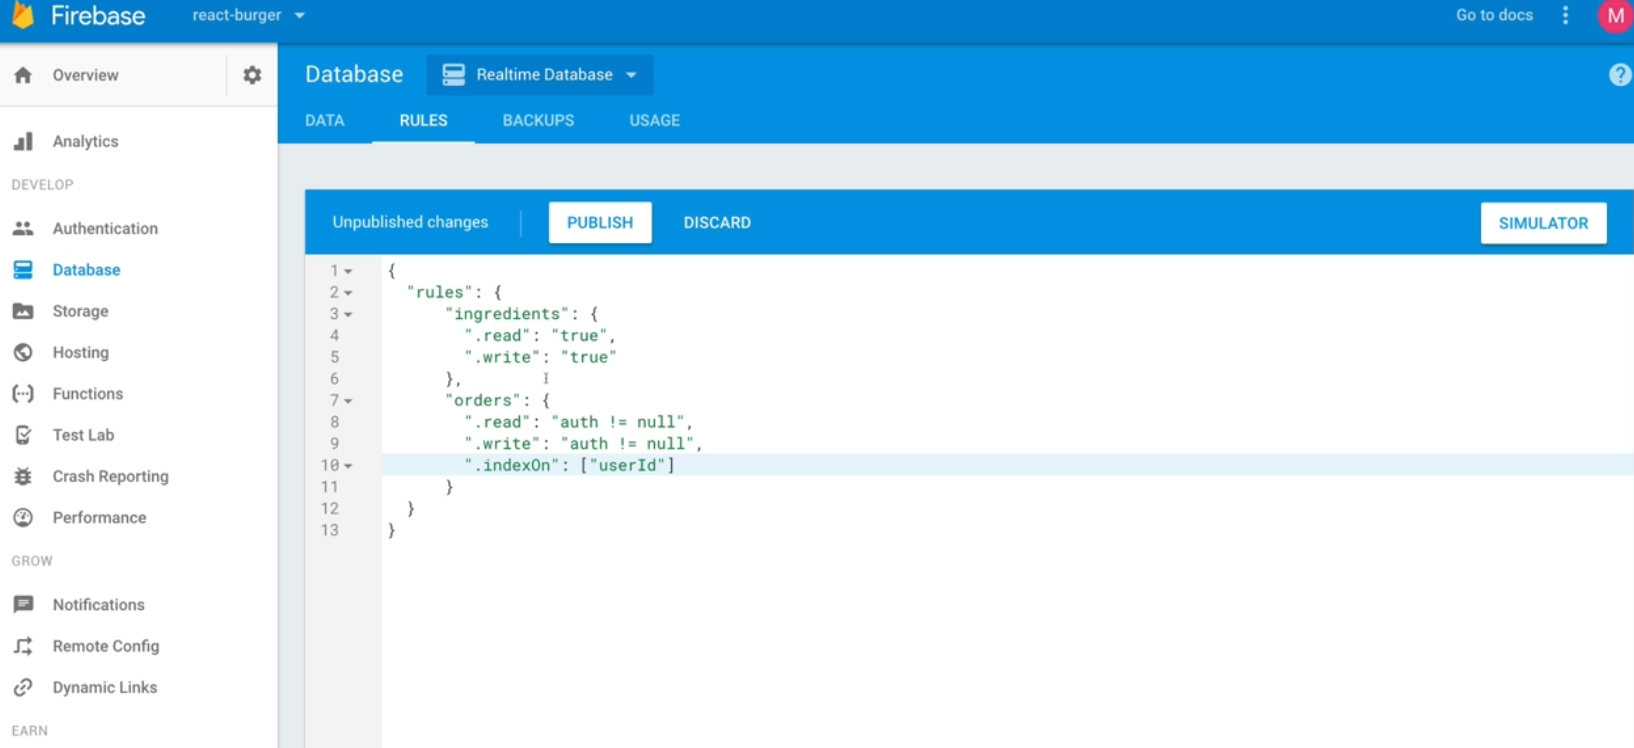 Firebase
react-burger
Go to docs
M
Overview
Database
Realtime Database
?
DATA
RULES
BACKUPS
USAGE
Analytics
DEVELOP
Authentication
Database
Storage
Hosting
Functions
Test Lab
Crash Reporting
Performance
GROW
Notifications
Remote Config
Dynamic Links
EARN
Unpublished changes
PUBLISH
DISCARD
SIMULATOR
1 {
2 "rules": {
3 "ingredients": {
4 ".read": "true",
5 ".write": "true"
6 },
7 "orders": {
8 ".read": "auth != null",
9 ".write": "auth != null",
10 ".indexOn": ["userId"]
11 }
12 }
13 }